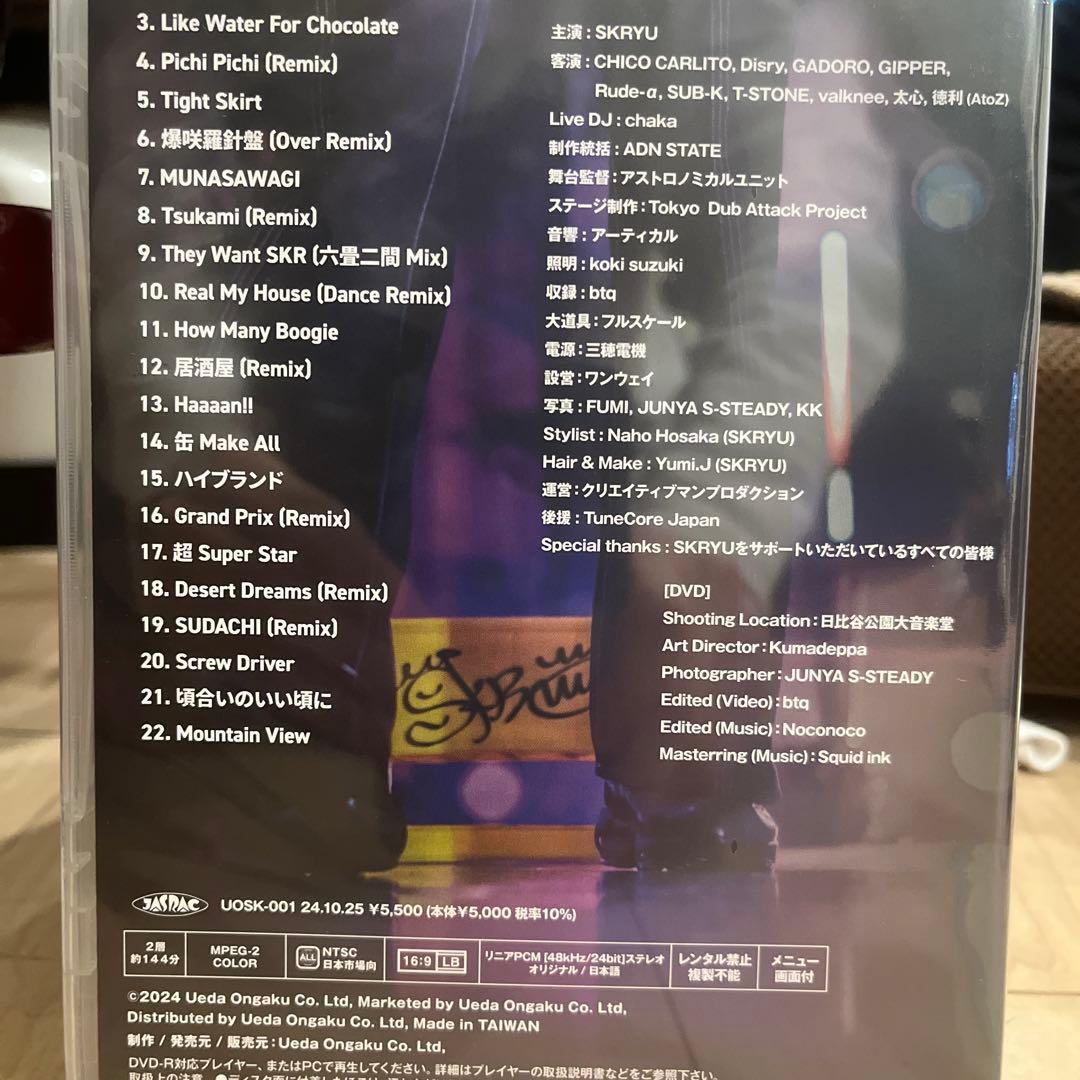 3. Like Water For Chocolate
4. Pichi Pichi (Remix)
5. Tight Skirt
6. 爆咲羅針盤 (Over Remix)
7. MUNASAWAGI
8. Tsukami (Remix)
9. They Want SKR (六畳二間 Mix)
10. Real My House (Dance Remix)
11. How Many Boogie
12. 居酒屋 (Remix)
13. Haaaan!!
14. 缶 Make All
15. ハイブランド
16. Grand Prix (Remix)
17. 超 Super Star
18. Desert Dreams (Remix)
19. SUDACHI (Remix)
20. Screw Driver
21. 頃合いのいい頃に
22. Mountain View
主演 : SKRYU
客演 : CHICO CARLITO, Disry, GADORO, GIPPER,
Rude-α, SUB-K, T-STONE, valknee, 太心, 徳利 (AtoZ)
Live DJ : chaka
制作統括 : ADN STATE
舞台監督 : アストロノミカルユニット
ステージ制作 : Tokyo Dub Attack Project
音響 : アーティカル
照明 : koki suzuki
収録 : btq
大道具 : フルスケール
電源 : 三穂電機
設営 : ワンウェイ
写真 : FUMI, JUNYA S-STEADY, KK
Stylist : Naho Hosaka (SKRYU)
Hair & Make : Yumi.J (SKRYU)
運営 : クリエイティブマンプロダクション
後援 : TuneCore Japan
Special thanks : SKRYUをサポートいただいているすべての皆様
[DVD]
Shooting Location : 日比谷公園大音楽堂
Art Director : Kumadeppa
Photographer : JUNYA S-STEADY
Edited (Video) : btq
Edited (Music) : Noconoco
Masterring (Music) : Squid ink
JASRAC UOSK-001 24.10.25 ¥5,500 (本体¥5,000 税率10%)
2層
約144分
MPEG-2
COLOR
ALL
NTSC
日本市場向
16:9 LB
リニアPCM [48kHz/24bit]ステレオ
オリジナル / 日本語
レンタル禁止
複製不能
メニュー
画面付
©2024 Ueda Ongaku Co. Ltd, Marketed by Ueda Ongaku Co. Ltd,
Distributed by Ueda Ongaku Co. Ltd, Made in TAIWAN
制作 / 発売元 / 販売元 : Ueda Ongaku Co. Ltd,
DVD-R対応プレイヤー、またはPCで再生してください。詳細はプレイヤーの取扱説明書などをご参照下さい。
取扱上の注意 ●ディスク面に付着した